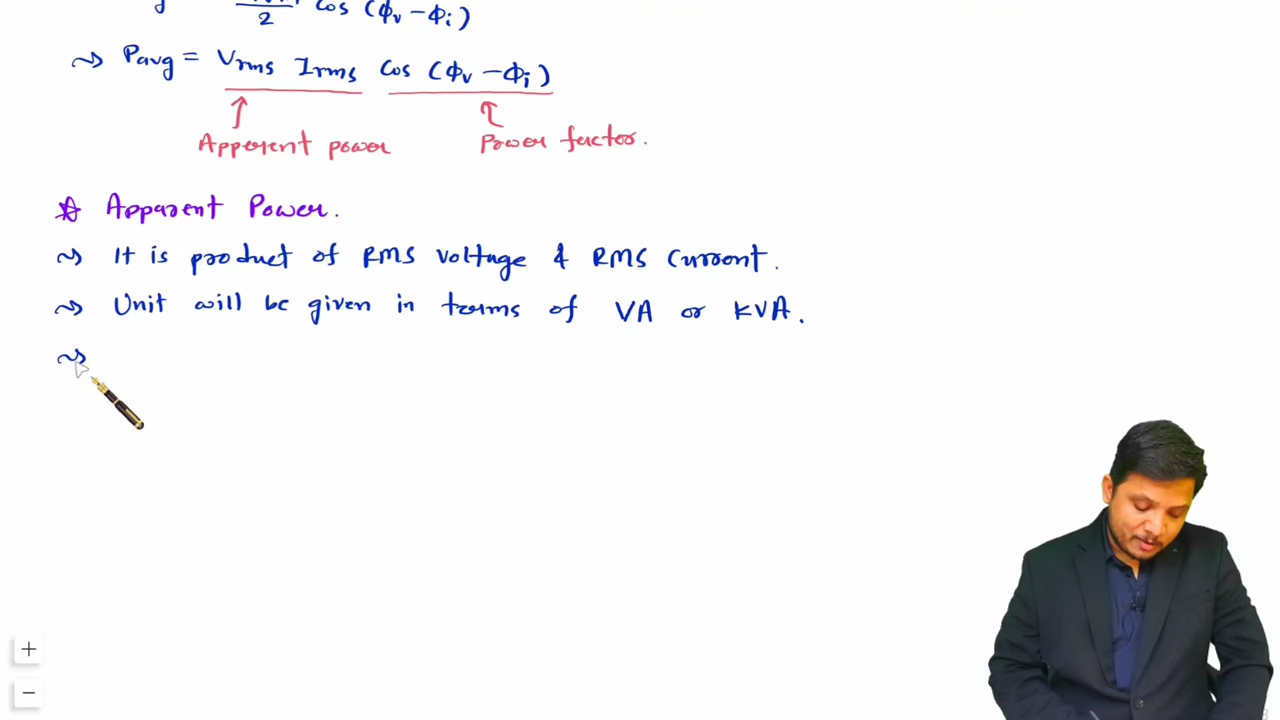 2 cos (ϕv − ϕi)
Pavg = Vrms Irms cos (ϕv − ϕi)
Apparent power Power factor.
☆ Apparent Power.
It is product of RMS voltage & RMS Current.
Unit will be given in terms of VA or KVA.